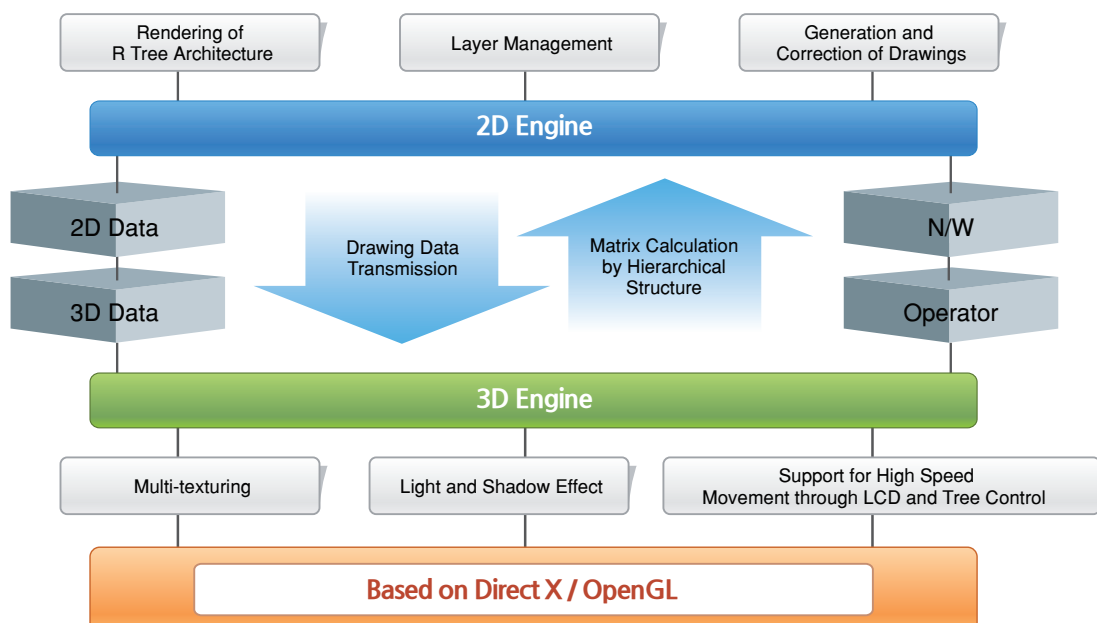 Rendering of
R Tree Architecture
Layer Management
Generation and
Correction of Drawings
2D Engine
2D Data
3D Data
Drawing Data
Transmission
Matrix Calculation
by Hierarchical
Structure
N/W
Operator
3D Engine
Multi-texturing
Light and Shadow Effect
Support for High Speed
Movement through LCD and Tree Control
Based on Direct X / OpenGL